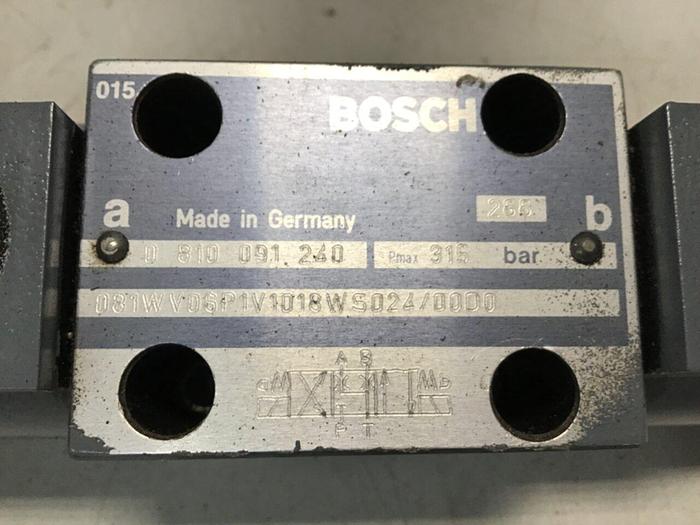 015
BOSCH
266
a b
Made in Germany
0 810 091 240 Pmax 315 bar
081WV06P1V1018WS024/00D0
A B
a b
P T